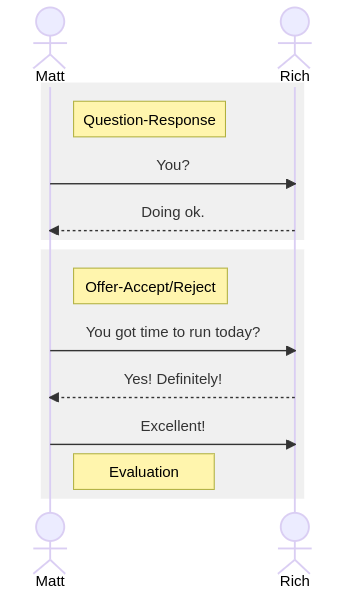 Matt Rich
Question-Response
You?
Doing ok.
Offer-Accept/Reject
You got time to run today?
Yes! Definitely!
Excellent!
Evaluation
Matt Rich